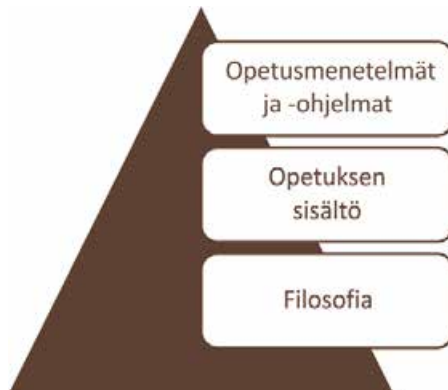 Opetusmenetelmät
ja -ohjelmat
Opetuksen
sisältö
Filosofia